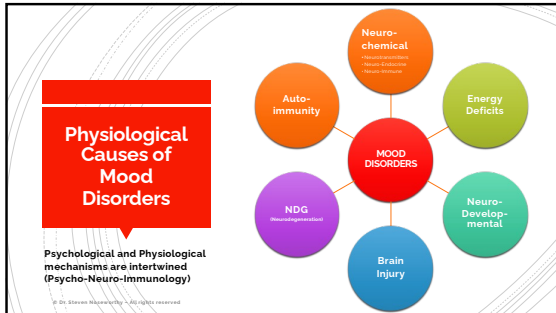 Physiological
Causes of
Mood
Disorders
Psychological and Physiological
mechanisms are intertwined
(Psycho-Neuro-Immunology)
© Dr Steven Noseworthy – All rights reserved
Neuro-
chemical
• Neurotransmitters
• Neuro-Endocrine
• Neuro-Immune
Auto-
immunity
Energy
Deficits
MOOD
DISORDERS
NDG
(Neurodegeneration)
Neuro-
Develop-
mental
Brain
Injury